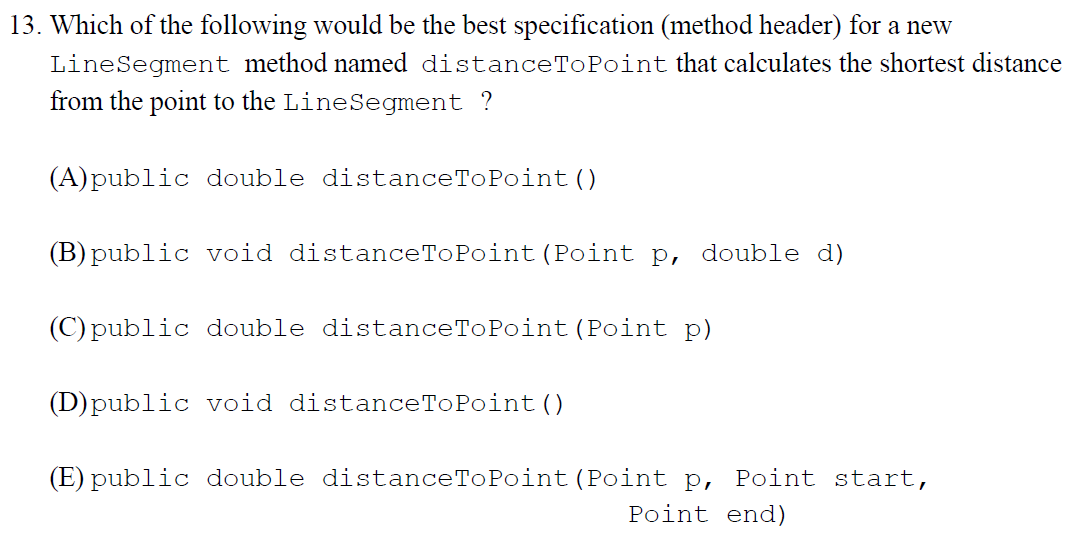 13. Which of the following would be the best specification (method header) for a new
LineSegment method named distanceToPoint that calculates the shortest distance
from the point to the LineSegment ?
(A)public double distanceToPoint()
(B)public void distanceToPoint(Point p, double d)
(C)public double distanceToPoint(Point p)
(D)public void distanceToPoint()
(E)public double distanceToPoint(Point p, Point start,
Point end)